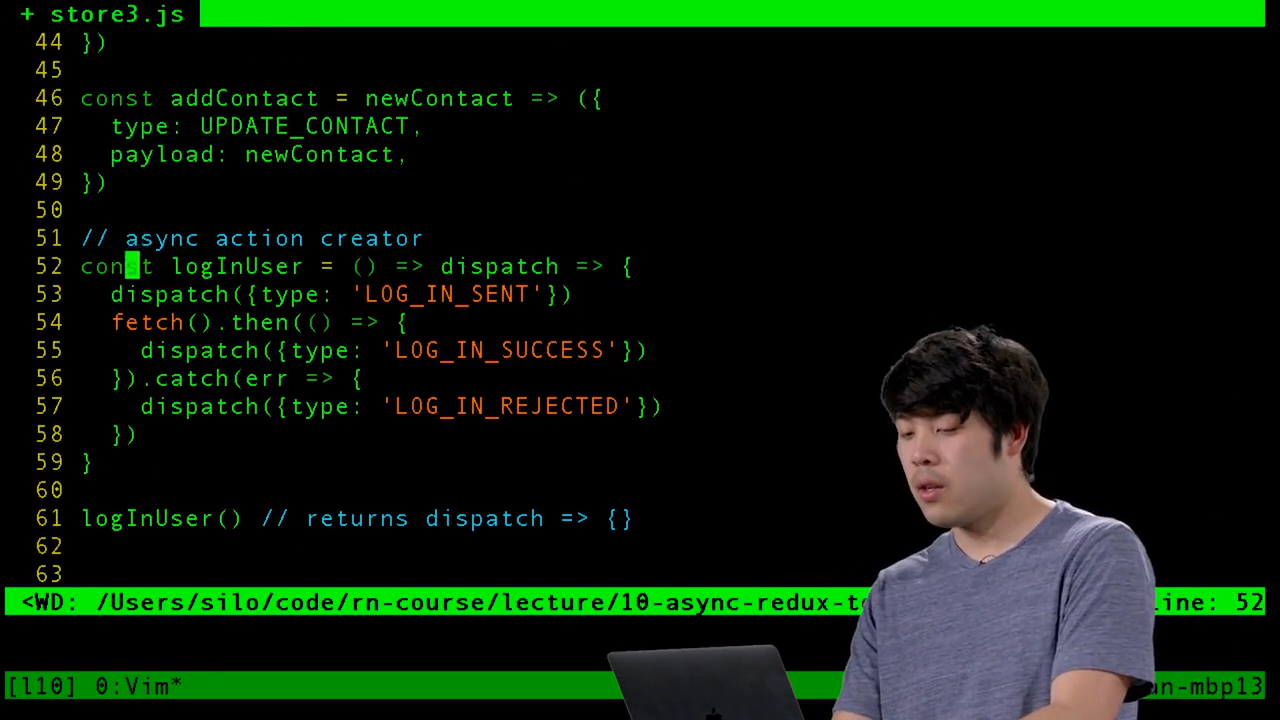 + store3.js
44 })
45
46 const addContact = newContact => ({
47   type: UPDATE_CONTACT,
48   payload: newContact,
49 })
50
51 // async action creator
52 const logInUser = () => dispatch => {
53   dispatch({type: 'LOG_IN_SENT'})
54   fetch().then(() => {
55     dispatch({type: 'LOG_IN_SUCCESS'})
56   }).catch(err => {
57     dispatch({type: 'LOG_IN_REJECTED'})
58   })
59 }
60
61 logInUser() // returns dispatch => {}
62
63
<WD: /Users/silo/code/rn-course/lecture/10-async-redux-to line: 52
[l10] 0:Vim* an-mbp13